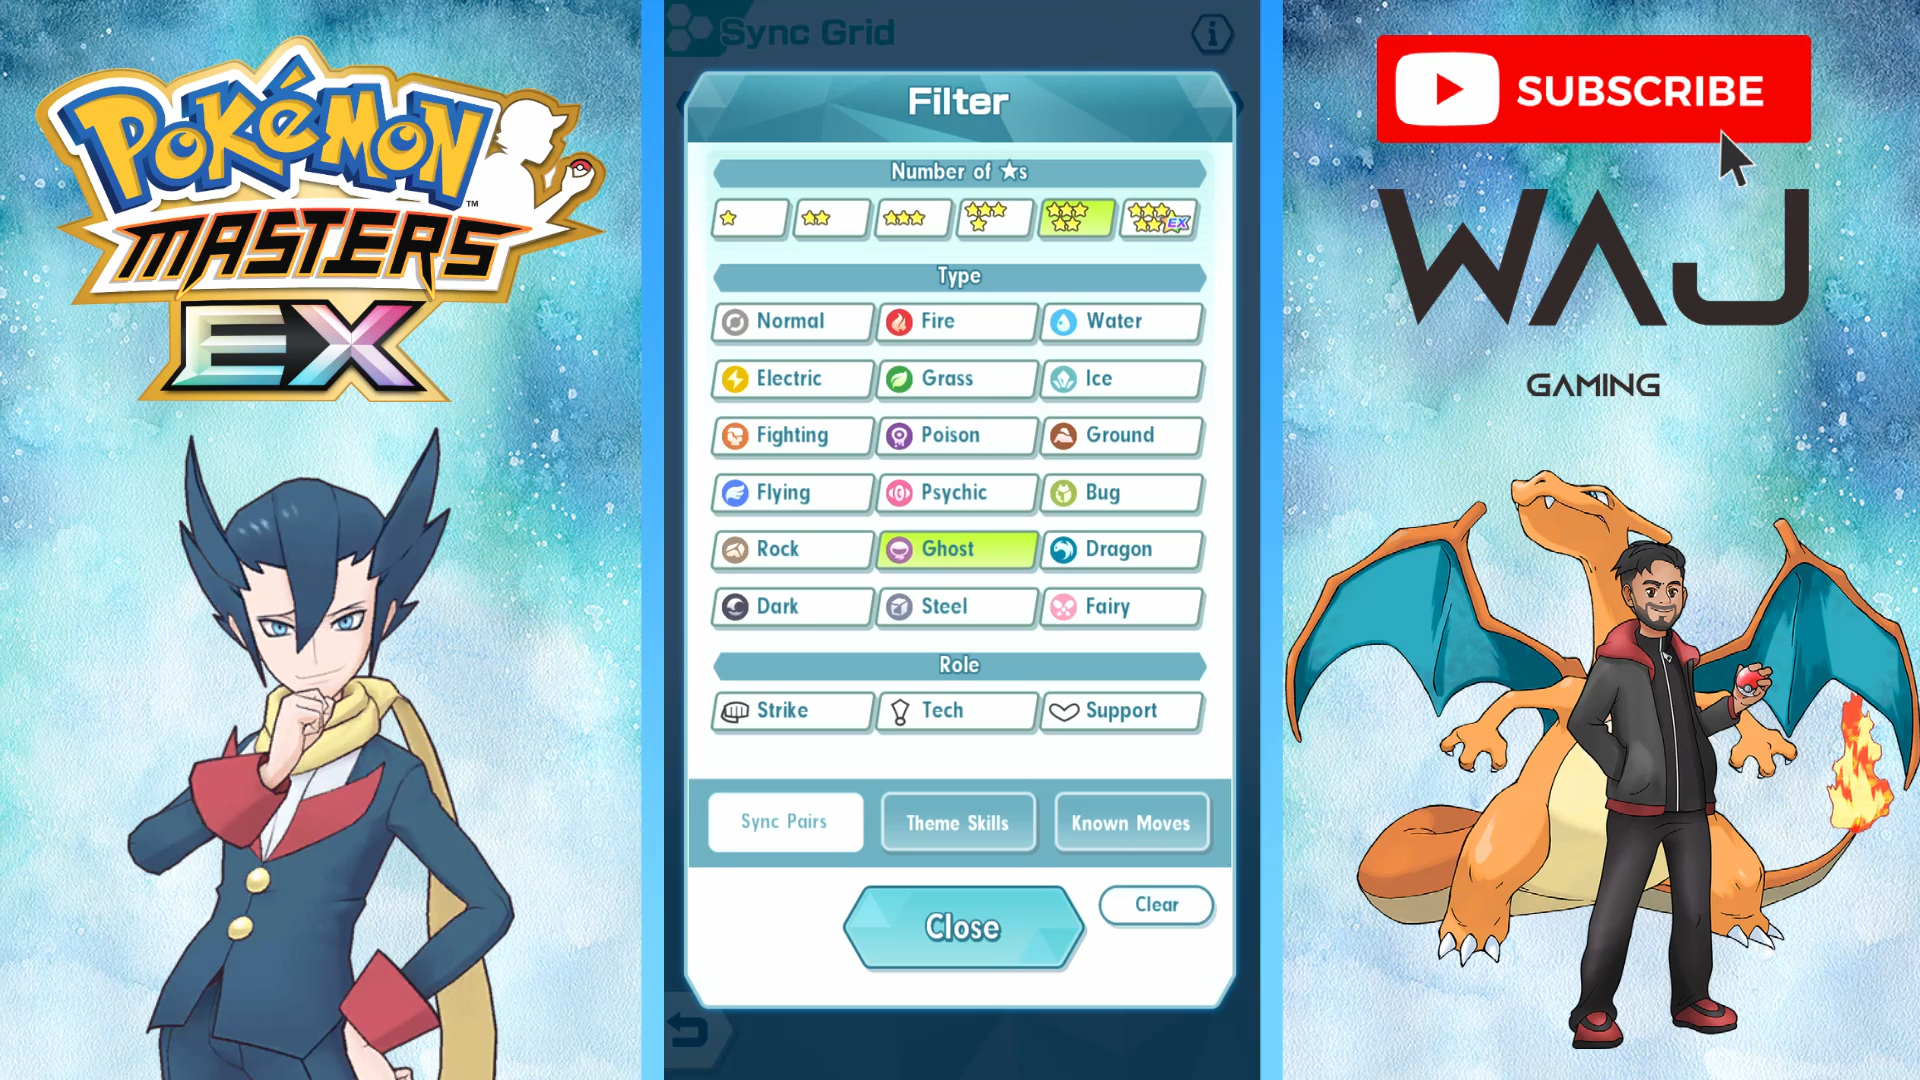 POKéMON
™
MASTERS
EX
Sync Grid
Filter
Number of ★s
EX
Type
Normal
Fire
Water
Electric
Grass
Ice
Fighting
Poison
Ground
Flying
Psychic
Bug
Rock
Ghost
Dragon
Dark
Steel
Fairy
Role
Strike
Tech
Support
Sync Pairs
Theme Skills
Known Moves
Close
Clear
SUBSCRIBE
WAJ
GAMING